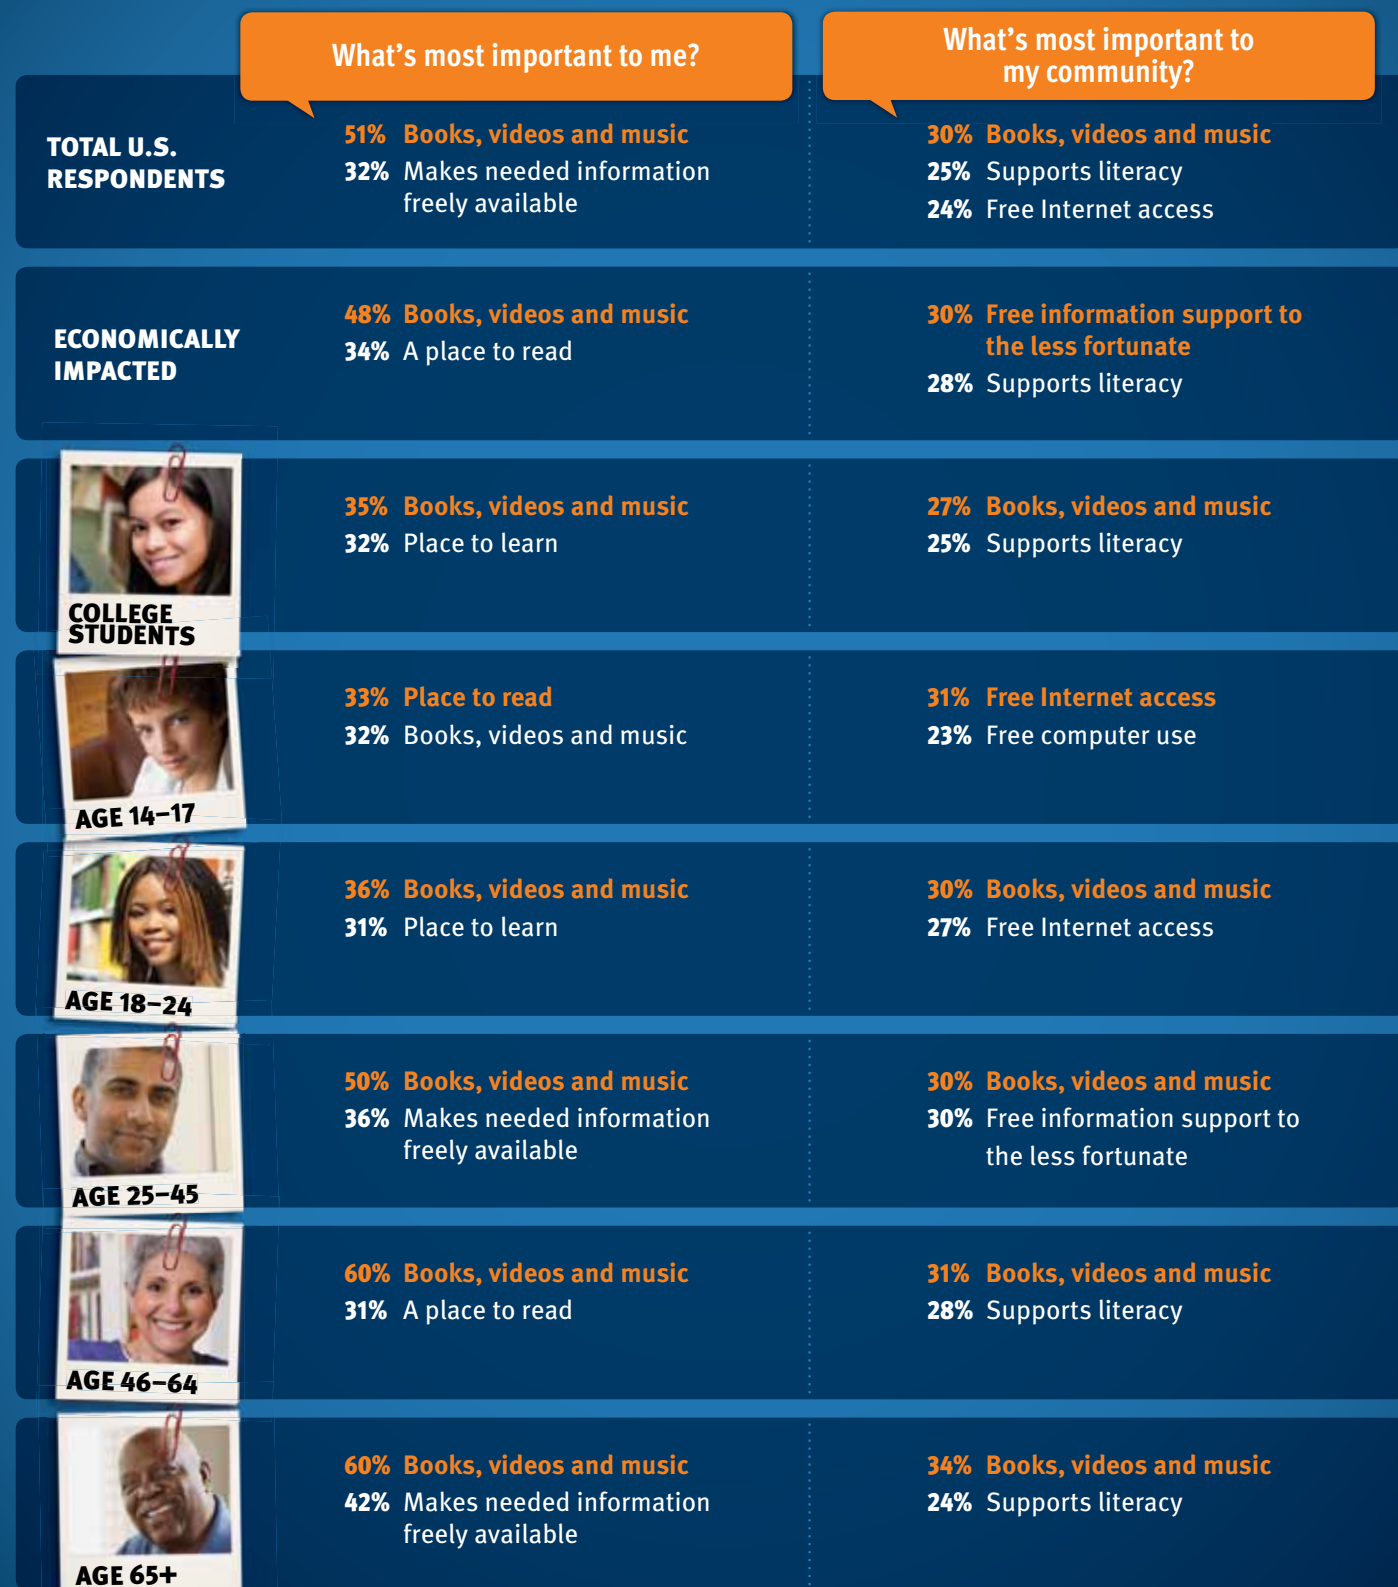 What's most important to me?
What's most important to
my community?
TOTAL U.S.
RESPONDENTS
51% Books, videos and music
32% Makes needed information
freely available
30% Books, videos and music
25% Supports literacy
24% Free Internet access
ECONOMICALLY
IMPACTED
48% Books, videos and music
34% A place to read
30% Free information support to
the less fortunate
28% Supports literacy
COLLEGE
STUDENTS
35% Books, videos and music
32% Place to learn
27% Books, videos and music
25% Supports literacy
AGE 14–17
33% Place to read
32% Books, videos and music
31% Free Internet access
23% Free computer use
AGE 18–24
36% Books, videos and music
31% Place to learn
30% Books, videos and music
27% Free Internet access
AGE 25–45
50% Books, videos and music
36% Makes needed information
freely available
30% Books, videos and music
30% Free information support to
the less fortunate
AGE 46–64
60% Books, videos and music
31% A place to read
31% Books, videos and music
28% Supports literacy
AGE 65+
60% Books, videos and music
42% Makes needed information
freely available
34% Books, videos and music
24% Supports literacy